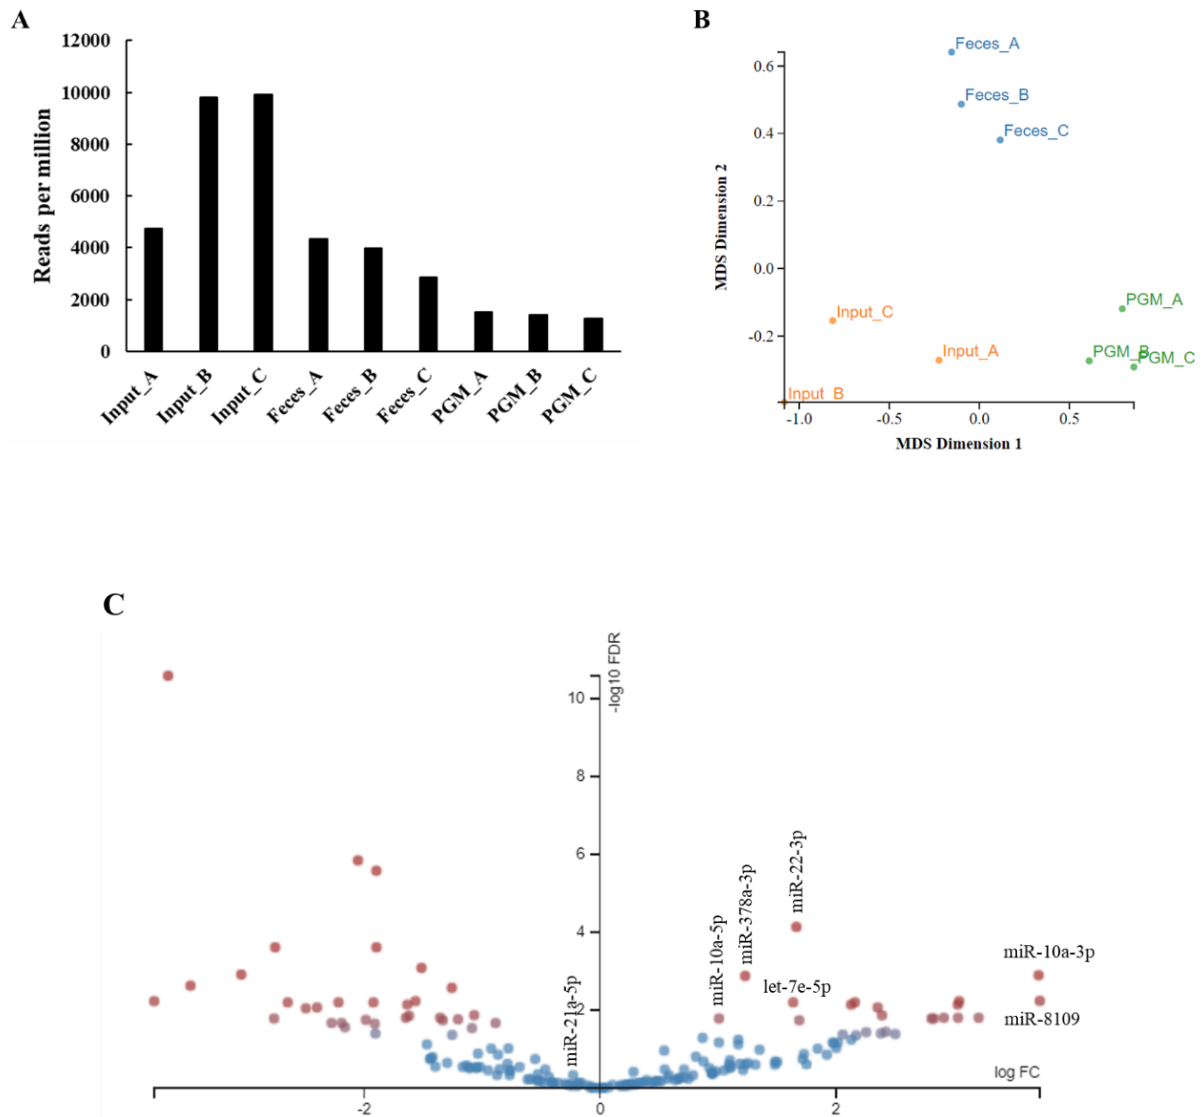 A
12000
10000
8000
6000
4000
2000
0
Reads per million
Input_A
Input_B
Input_C
Feces_A
Feces_B
Feces_C
PGM_A
PGM_B
PGM_C
B
Feces_A
Feces_B
Feces_C
0.6
0.4
0.2
0.0
-0.2
MDS Dimension 2
Input_C
Input_A
Input_B
PGM_A
PGM_B
PGM_C
-1.0
-0.5
0.0
0.5
MDS Dimension 1
C
-log10 FDR
10
8
6
4
2
miR-22-3p
miR-378a-3p
miR-10a-5p
let-7e-5p
miR-10a-3p
miR-8109
miR-21a-5p
log FC
-2
0
2